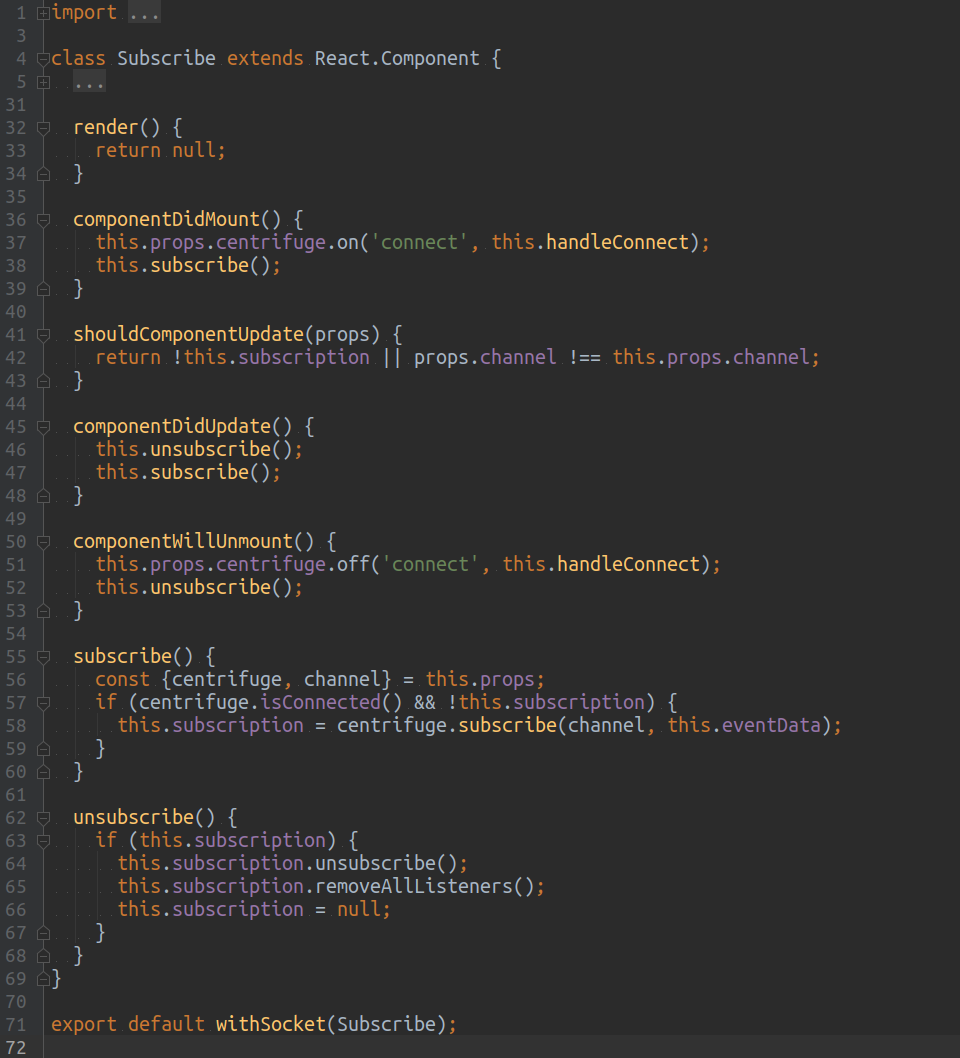 1 import ...
3
4 class Subscribe extends React.Component {
5   ...
31
32   render() {
33     return null;
34   }
35
36   componentDidMount() {
37     this.props.centrifuge.on('connect', this.handleConnect);
38     this.subscribe();
39   }
40
41   shouldComponentUpdate(props) {
42     return !this.subscription || props.channel !== this.props.channel;
43   }
44
45   componentDidUpdate() {
46     this.unsubscribe();
47     this.subscribe();
48   }
49
50   componentWillUnmount() {
51     this.props.centrifuge.off('connect', this.handleConnect);
52     this.unsubscribe();
53   }
54
55   subscribe() {
56     const {centrifuge, channel} = this.props;
57     if (centrifuge.isConnected() && !this.subscription) {
58       this.subscription = centrifuge.subscribe(channel, this.eventData);
59     }
60   }
61
62   unsubscribe() {
63     if (this.subscription) {
64       this.subscription.unsubscribe();
65       this.subscription.removeAllListeners();
66       this.subscription = null;
67     }
68   }
69 }
70
71 export default withSocket(Subscribe);
72